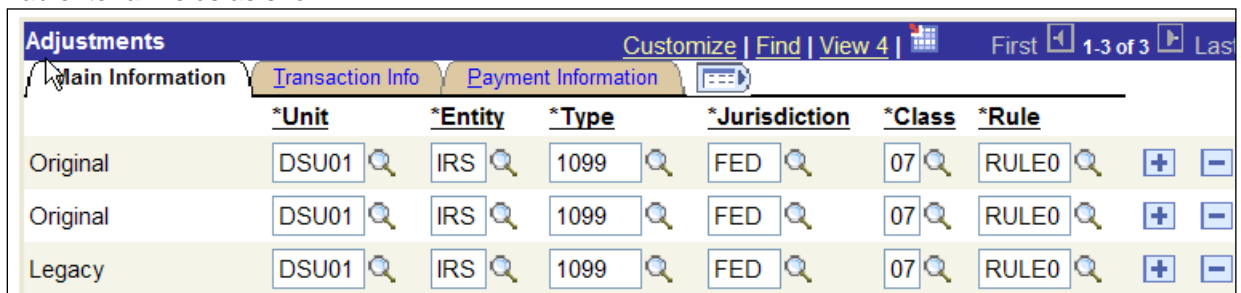 Adjustments Customize | Find | View 4 | First 1-3 of 3 Last
Main Information Transaction Info Payment Information
*Unit *Entity *Type *Jurisdiction *Class *Rule
Original DSU01 IRS 1099 FED 07 RULE0
Original DSU01 IRS 1099 FED 07 RULE0
Legacy DSU01 IRS 1099 FED 07 RULE0